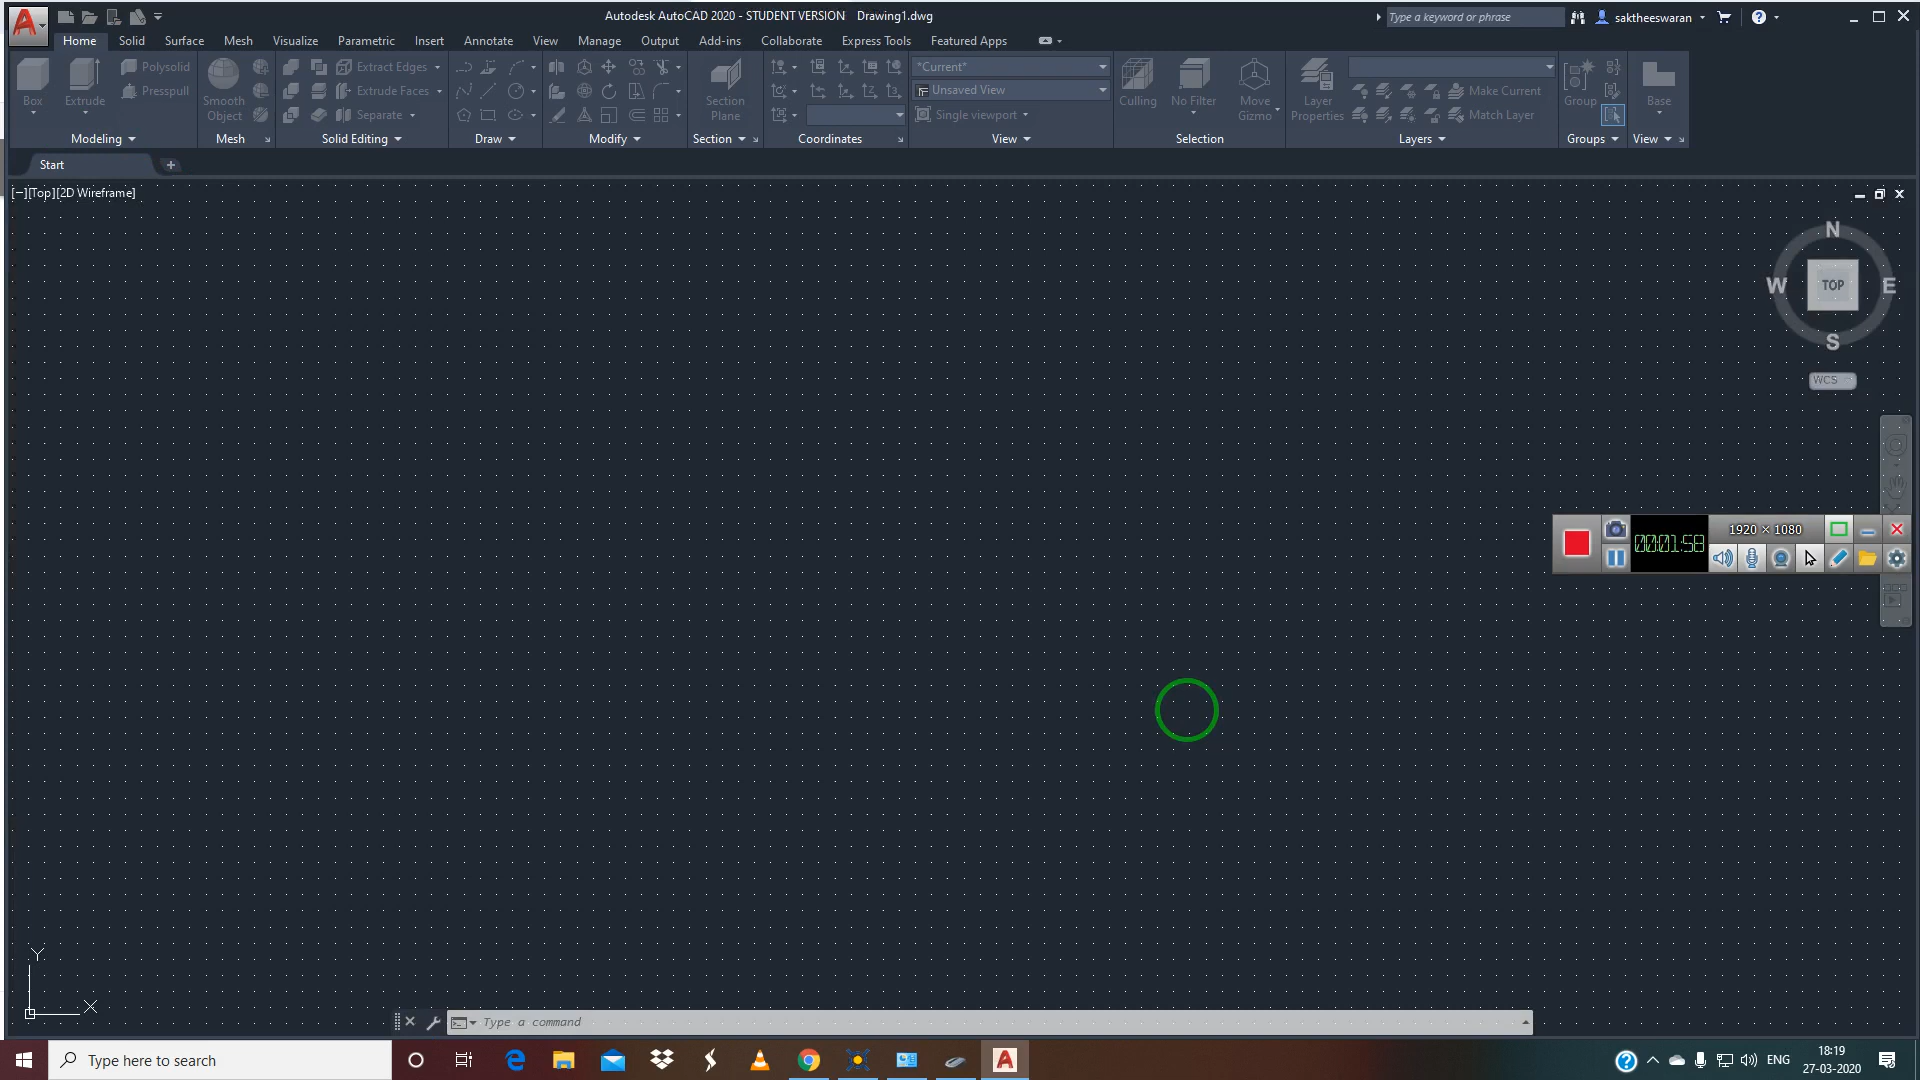 Autodesk AutoCAD 2020 - STUDENT VERSION Drawing1.dwg
Type a keyword or phrase
saktheeswaran
Home Solid Surface Mesh Visualize Parametric Insert Annotate View Manage Output Add-ins Collaborate Express Tools Featured Apps
Box
Extrude
Polysolid
Presspull
Modeling
Smooth Object
Mesh
Extract Edges
Extrude Faces
Separate
Solid Editing
Draw
Modify
Section Plane
Section
Coordinates
*Current*
Unsaved View
Single viewport
View
Culling
No Filter
Move Gizmo
Selection
Layer Properties
Make Current
Match Layer
Layers
Group
Groups
Base
View
Start
[−][Top][2D Wireframe]
N
W TOP E
S
WCS
00:01:58
1920 × 1080
Y
X
Type a command
Type here to search
ENG
18:19
27-03-2020